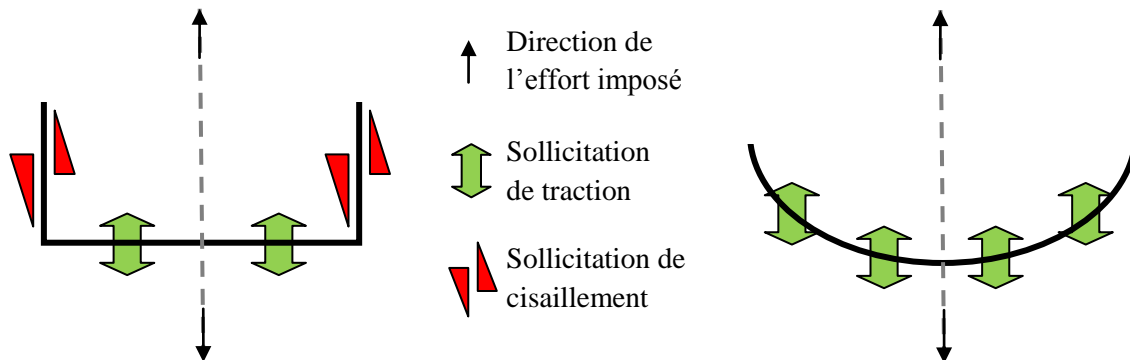 Direction de
l’effort imposé
Sollicitation
de traction
Sollicitation de
cisaillement